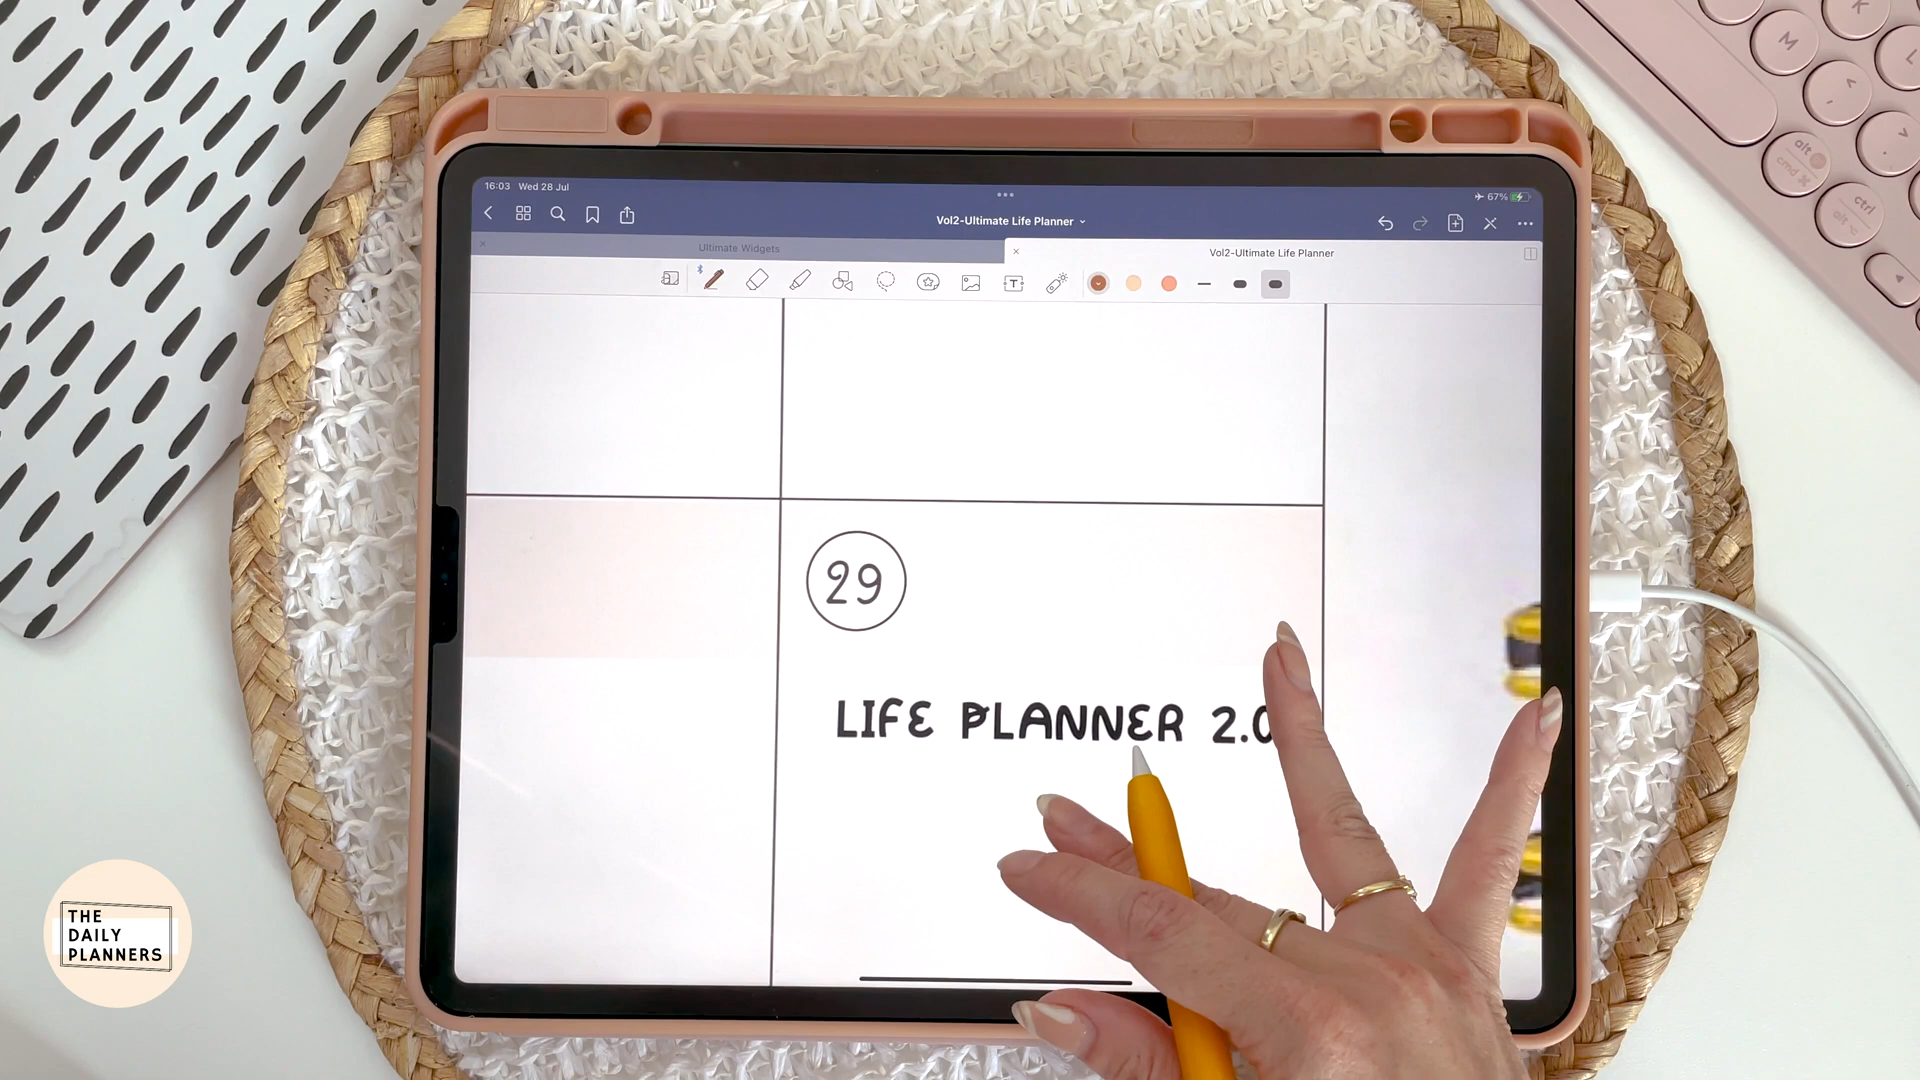 16:03 Wed 28 Jul
67%
Vol2-Ultimate Life Planner
Ultimate Widgets
Vol2-Ultimate Life Planner
T
29
LIFE PLANNER 2.0
THE
DAILY
PLANNERS
K
M
L
<
,
>
.
alt
cmd ⌘
ctrl
alt ⌥